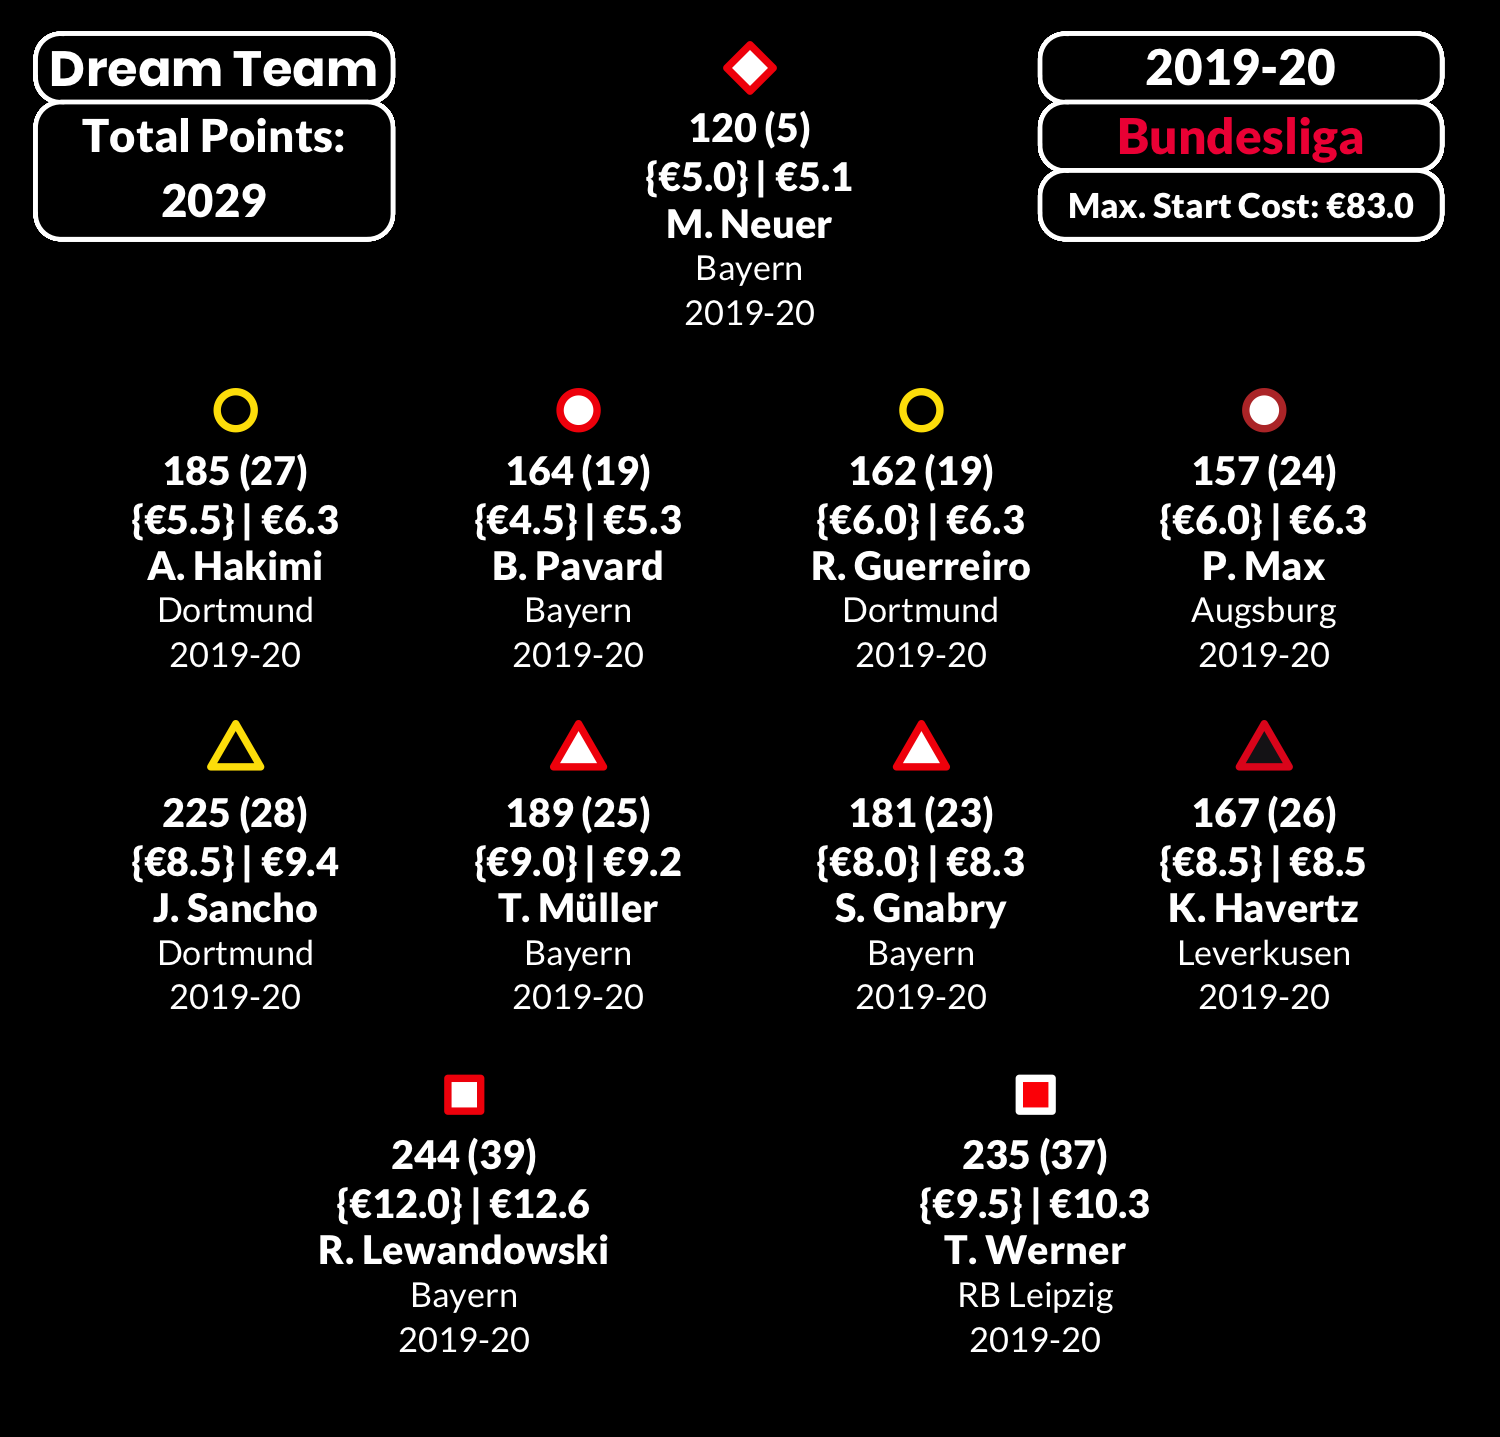 Dream Team
Total Points:
2029
2019-20
Bundesliga
Max. Start Cost: €83.0
120 (5)
{€5.0} | €5.1
M. Neuer
Bayern
2019-20
185 (27)
{€5.5} | €6.3
A. Hakimi
Dortmund
2019-20
164 (19)
{€4.5} | €5.3
B. Pavard
Bayern
2019-20
162 (19)
{€6.0} | €6.3
R. Guerreiro
Dortmund
2019-20
157 (24)
{€6.0} | €6.3
P. Max
Augsburg
2019-20
225 (28)
{€8.5} | €9.4
J. Sancho
Dortmund
2019-20
189 (25)
{€9.0} | €9.2
T. Müller
Bayern
2019-20
181 (23)
{€8.0} | €8.3
S. Gnabry
Bayern
2019-20
167 (26)
{€8.5} | €8.5
K. Havertz
Leverkusen
2019-20
244 (39)
{€12.0} | €12.6
R. Lewandowski
Bayern
2019-20
235 (37)
{€9.5} | €10.3
T. Werner
RB Leipzig
2019-20